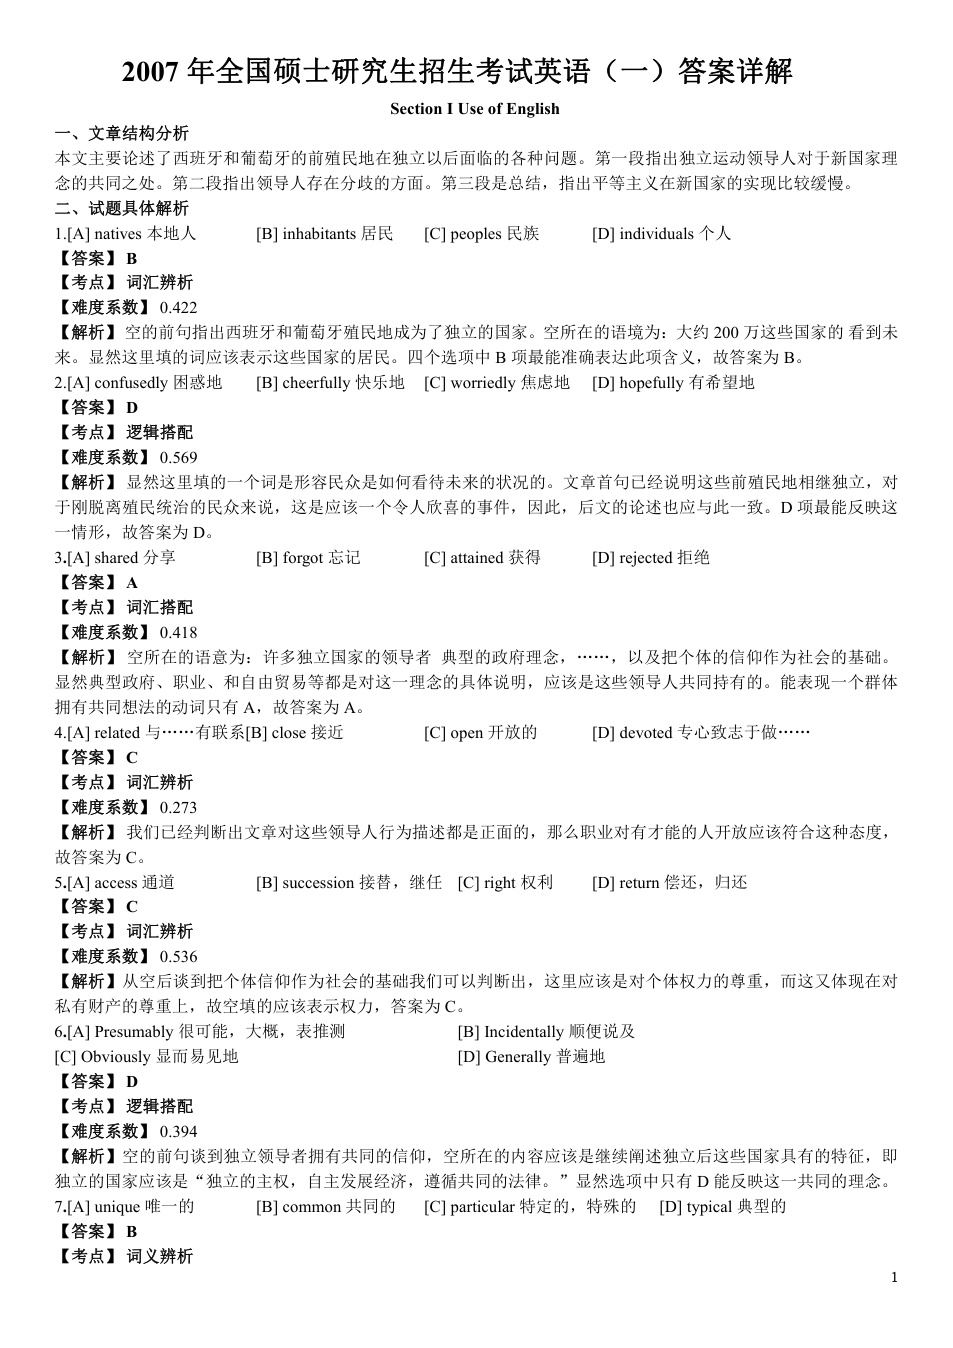 2007 年全国硕士研究生招生考试英语（一）答案详解
Section I Use of English
一、文章结构分析
本文主要论述了西班牙和葡萄牙的前殖民地在独立以后面临的各种问题。第一段指出独立运动领导人对于新国家理
念的共同之处。第二段指出领导人存在分歧的方面。第三段是总结，指出平等主义在新国家的实现比较缓慢。
二、试题具体解析
1.[A] natives 本地人 [B] inhabitants 居民 [C] peoples 民族 [D] individuals 个人
【答案】 B
【考点】 词汇辨析
【难度系数】 0.422
【解析】 空的前句指出西班牙和葡萄牙殖民地成为了独立的国家。空所在的语境为：大约 200 万这些国家的 看到未
来。显然这里填的词应该表示这些国家的居民。四个选项中 B 项最能准确表达此项含义，故答案为 B。
2.[A] confusedly 困惑地 [B] cheerfully 快乐地 [C] worriedly 焦虑地 [D] hopefully 有希望地
【答案】 D
【考点】 逻辑搭配
【难度系数】 0.569
【解析】 显然这里填的一个词是形容民众是如何看待未来的状况的。文章首句已经说明这些前殖民地相继独立，对
于刚脱离殖民统治的民众来说，这是应该一个令人欣喜的事件，因此，后文的论述也应与此一致。D 项最能反映这
一情形，故答案为 D。
3.[A] shared 分享 [B] forgot 忘记 [C] attained 获得 [D] rejected 拒绝
【答案】 A
【考点】 词汇搭配
【难度系数】 0.418
【解析】 空所在的语意为：许多独立国家的领导者 典型的政府理念，……，以及把个体的信仰作为社会的基础。
显然典型政府、职业、和自由贸易等都是对这一理念的具体说明，应该是这些领导人共同持有的。能表现一个群体
拥有共同想法的动词只有 A，故答案为 A。
4.[A] related 与……有联系[B] close 接近 [C] open 开放的 [D] devoted 专心致志于做……
【答案】 C
【考点】 词汇辨析
【难度系数】 0.273
【解析】 我们已经判断出文章对这些领导人行为描述都是正面的，那么职业对有才能的人开放应该符合这种态度，
故答案为 C。
5.[A] access 通道 [B] succession 接替，继任 [C] right 权利 [D] return 偿还，归还
【答案】 C
【考点】 词汇辨析
【难度系数】 0.536
【解析】从空后谈到把个体信仰作为社会的基础我们可以判断出，这里应该是对个体权力的尊重，而这又体现在对
私有财产的尊重上，故空填的应该表示权力，答案为 C。
6.[A] Presumably 很可能，大概，表推测 [B] Incidentally 顺便说及
[C] Obviously 显而易见地 [D] Generally 普遍地
【答案】 D
【考点】 逻辑搭配
【难度系数】 0.394
【解析】空的前句谈到独立领导者拥有共同的信仰，空所在的内容应该是继续阐述独立后这些国家具有的特征，即
独立的国家应该是“独立的主权，自主发展经济，遵循共同的法律。”显然选项中只有 D 能反映这一共同的理念。
7.[A] unique 唯一的 [B] common 共同的 [C] particular 特定的，特殊的 [D] typical 典型的
【答案】 B
【考点】 词义辨析
1